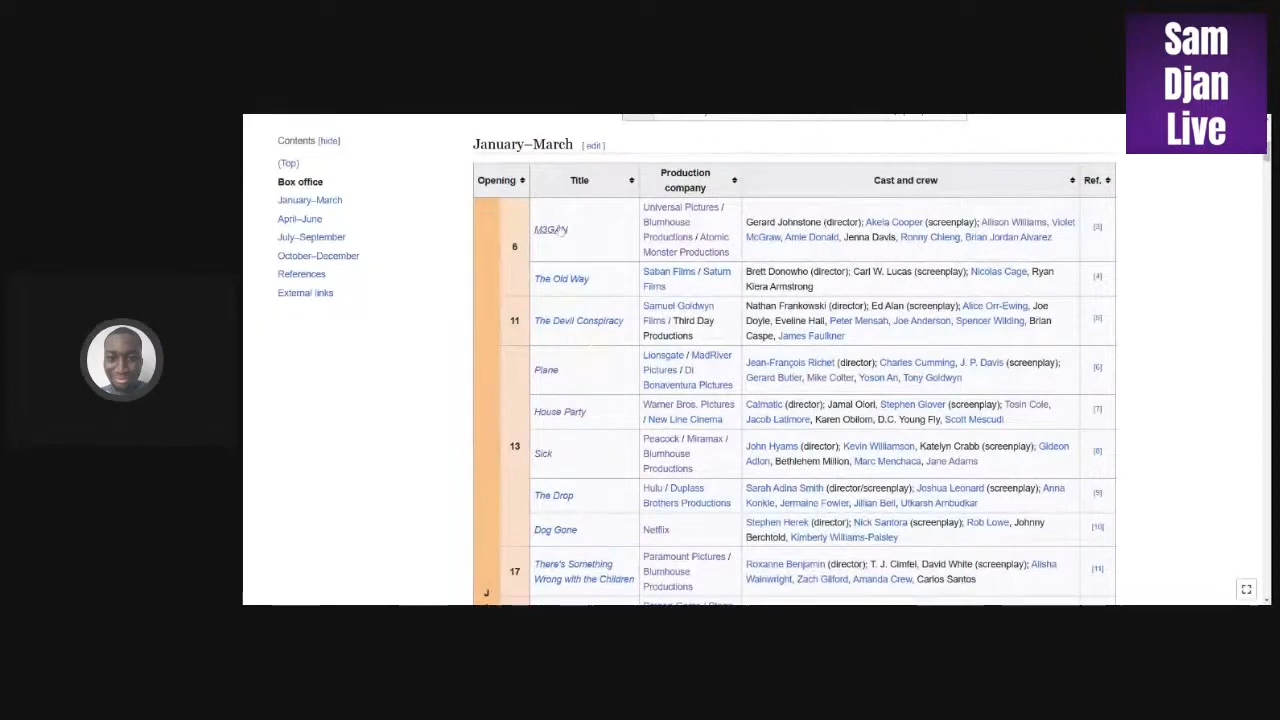 Sam
Djan
Live
Contents [hide]
(Top)
Box office
January–March
April–June
July–September
October–December
References
External links
January–March [ edit ]
Opening
Title
Production
company
Cast and crew
Ref.
6
M3GAN
Universal Pictures /
Blumhouse
Productions / Atomic
Monster Productions
Gerard Johnstone (director); Akela Cooper (screenplay); Allison Williams, Violet
McGraw, Amie Donald, Jenna Davis, Ronny Chieng, Brian Jordan Alvarez
[3]
The Old Way
Saban Films / Saturn
Films
Brett Donowho (director); Carl W. Lucas (screenplay); Nicolas Cage, Ryan
Kiera Armstrong
[4]
11
The Devil Conspiracy
Samuel Goldwyn
Films / Third Day
Productions
Nathan Frankowski (director); Ed Alan (screenplay); Alice Orr-Ewing, Joe
Doyle, Eveline Hall, Peter Mensah, Joe Anderson, Spencer Wilding, Brian
Caspe, James Faulkner
[5]
13
Plane
Lionsgate / MadRiver
Pictures / Di
Bonaventura Pictures
Jean-François Richet (director); Charles Cumming, J. P. Davis (screenplay);
Gerard Butler, Mike Colter, Yoson An, Tony Goldwyn
[6]
House Party
Warner Bros. Pictures
/ New Line Cinema
Calmatic (director); Jamal Olori, Stephen Glover (screenplay); Tosin Cole,
Jacob Latimore, Karen Obilom, D.C. Young Fly, Scott Mescudi
[7]
Sick
Peacock / Miramax /
Blumhouse
Productions
John Hyams (director); Kevin Williamson, Katelyn Crabb (screenplay); Gideon
Adlon, Bethlehem Million, Marc Menchaca, Jane Adams
[8]
The Drop
Hulu / Duplass
Brothers Productions
Sarah Adina Smith (director/screenplay); Joshua Leonard (screenplay); Anna
Konkle, Jermaine Fowler, Jillian Bell, Utkarsh Ambudkar
[9]
Dog Gone
Netflix
Stephen Herek (director); Nick Santora (screenplay); Rob Lowe, Johnny
Berchtold, Kimberly Williams-Paisley
[10]
17
There's Something
Wrong with the Children
Paramount Pictures /
Blumhouse
Productions
Roxanne Benjamin (director); T. J. Cimfel, David White (screenplay); Alisha
Wainwright, Zach Gilford, Amanda Crew, Carlos Santos
[11]
J